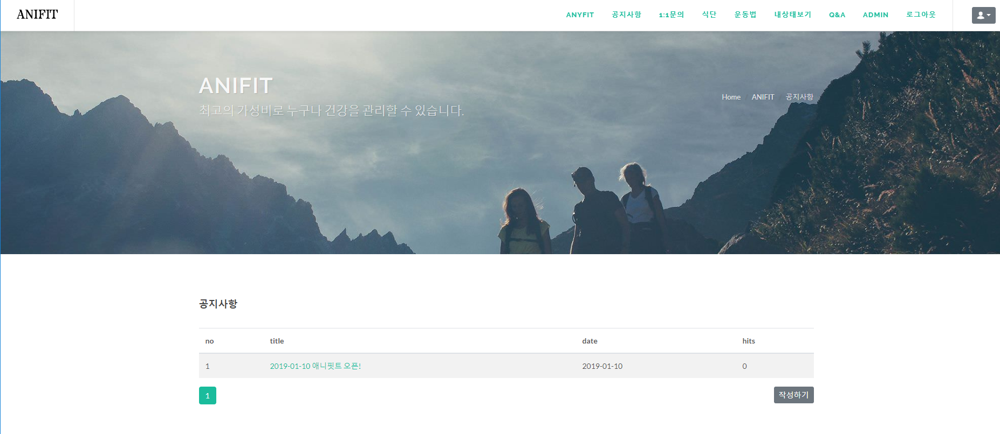 ANIFIT
ANYFIT 공지사항 1:1문의 식단 운동법 내상태보기 Q&A ADMIN 로그아웃
ANIFIT
최고의 가성비로 누구나 건강을 관리할 수 있습니다.
Home ANIFIT 공지사항
공지사항
no title date hits
1 2019-01-10 애니핏트 오픈! 2019-01-10 0
1 작성하기